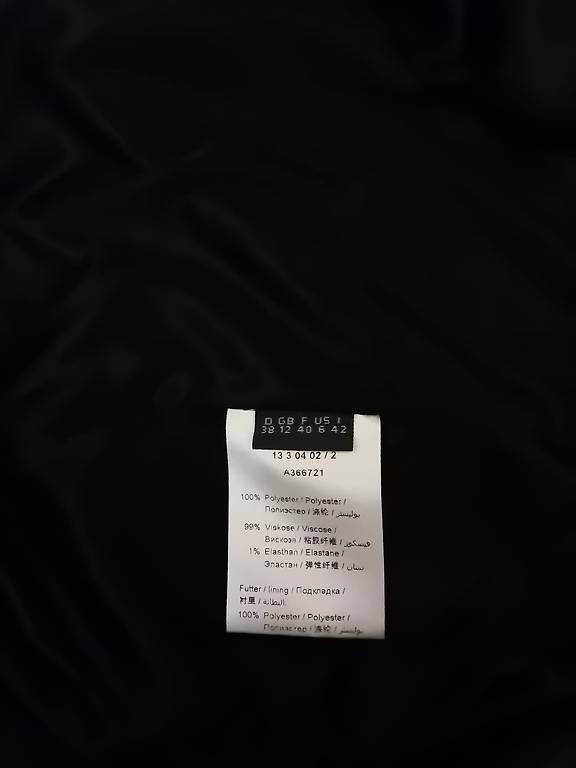 D GB F US I
38 12 40 6 42
13 3 04 02 / 2
A366721
100% Polyester / Polyester /
Полиэстер / 涤纶 / بوليستر
99% Viskose / Viscose /
Вискоза / 粘胶纤维 / فيسكوز
1% Elasthan / Elastane /
Эластан / 弹性纤维 /
Futter / lining / Подкладка /
衬里 / البطانة:
100% Polyester / Polyester /
Полиэстер / 涤纶 / بوليستر